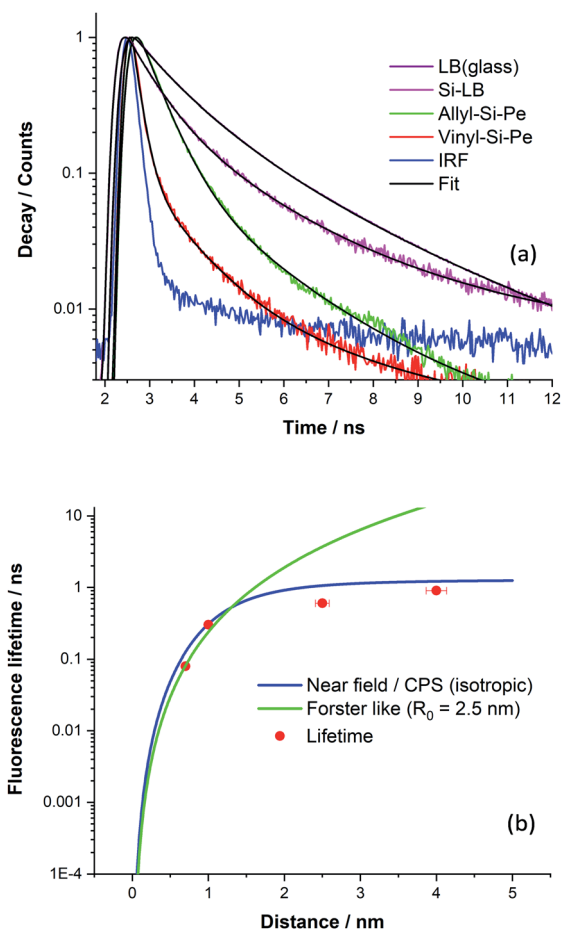 1
0.1
0.01
Decay / Counts
LB(glass)
Si-LB
Allyl-Si-Pe
Vinyl-Si-Pe
IRF
Fit
(a)
2 3 4 5 6 7 8 9 10 11 12
Time / ns
10
1
0.1
0.01
0.001
1E-4
Fluorescence lifetime / ns
Near field / CPS (isotropic)
Forster like (R₀ = 2.5 nm)
Lifetime
(b)
0 1 2 3 4 5
Distance / nm